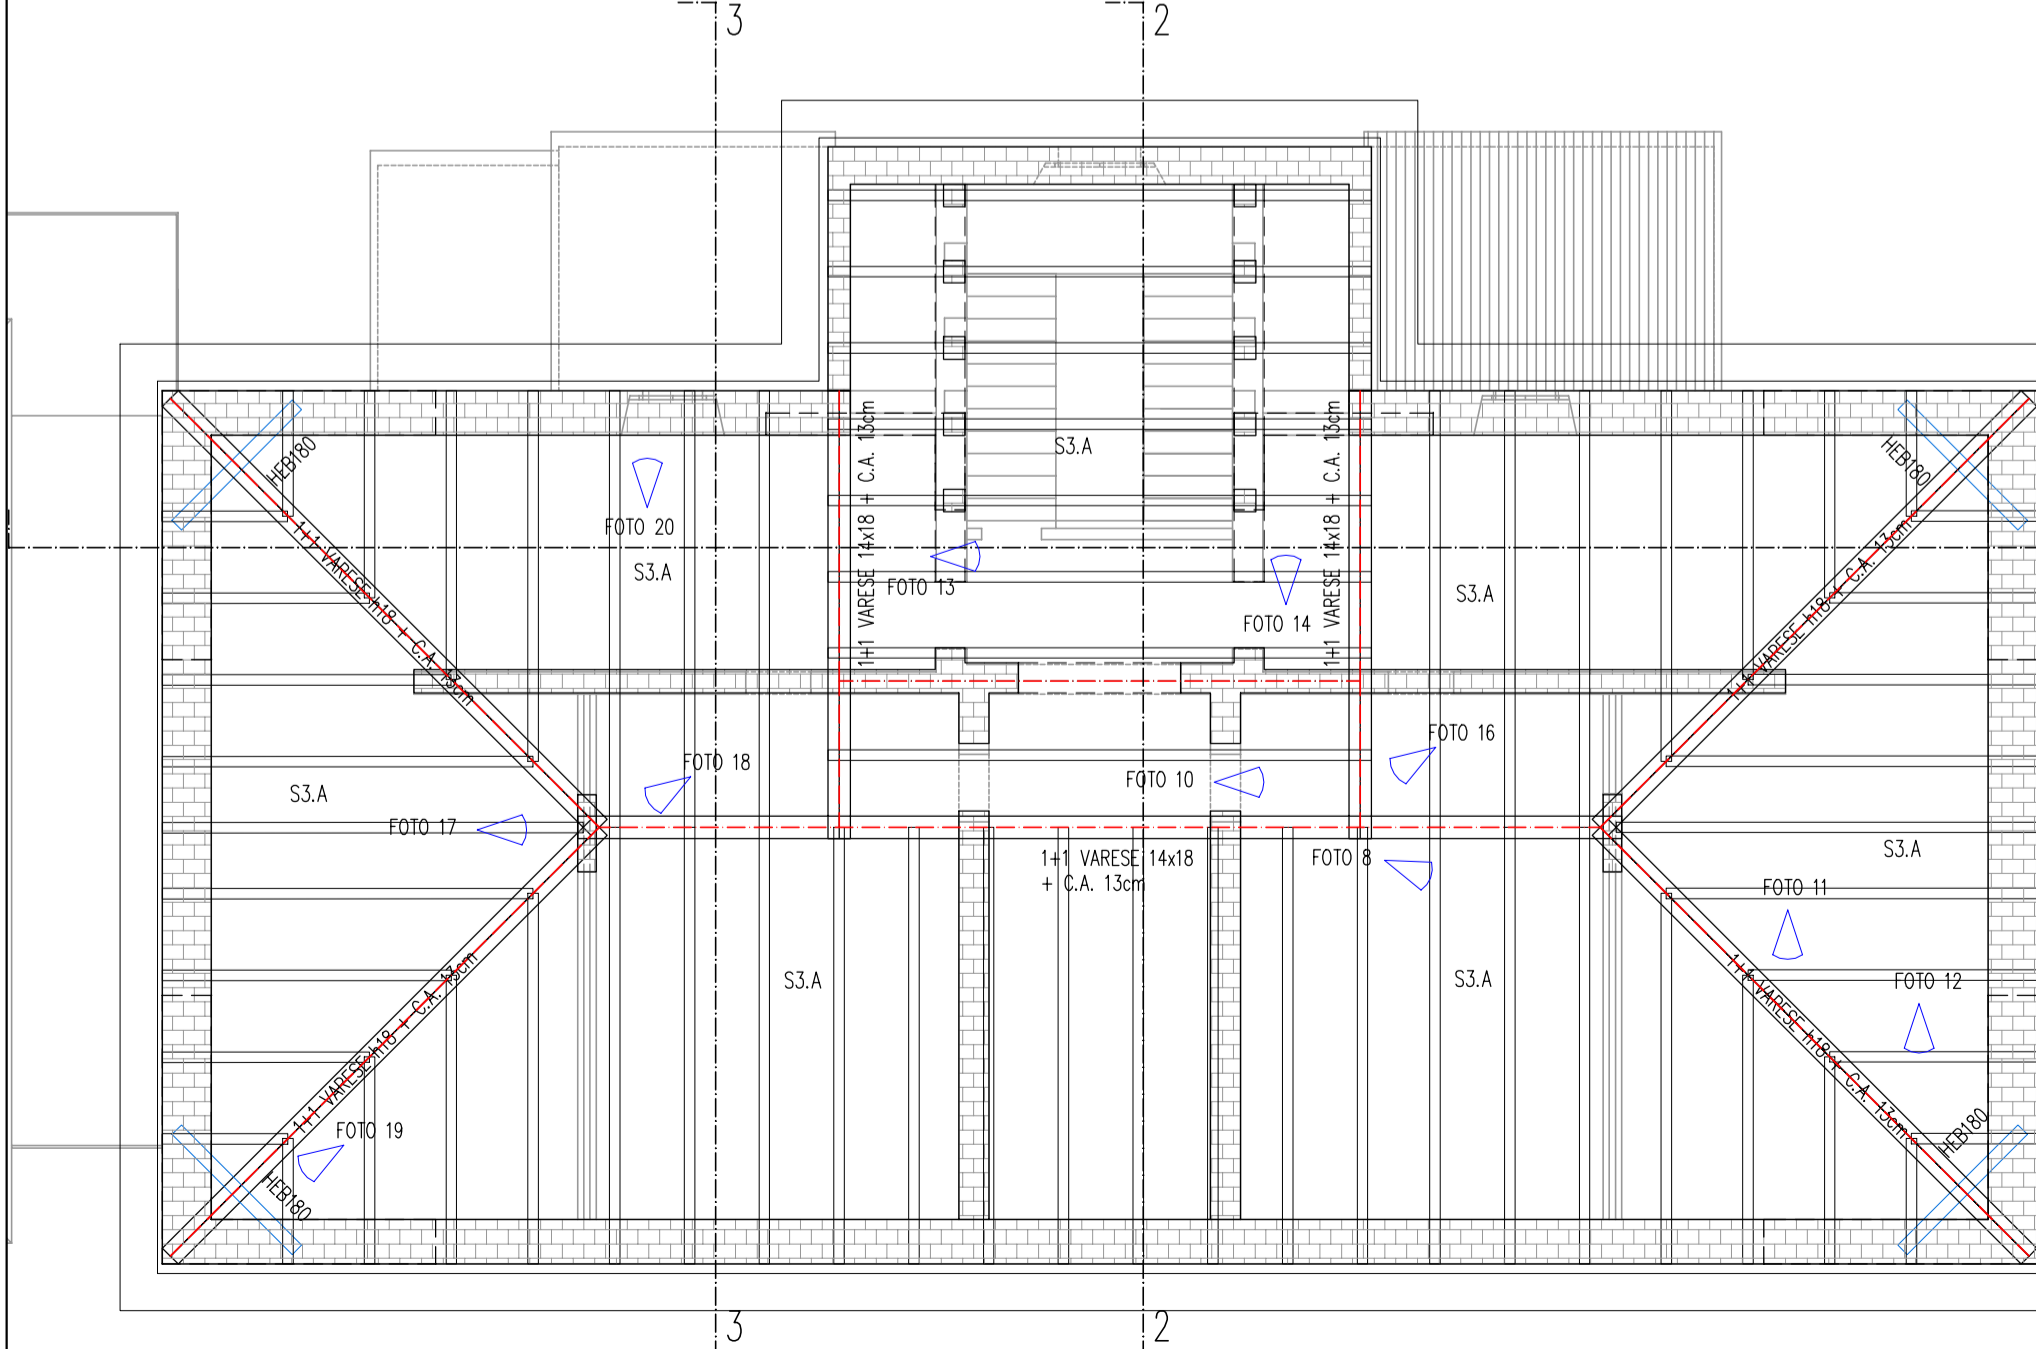 3
2
HEB180
HEB180
1+1 VARESE 14x18 + C.A. 13cm
1+1 VARESE 14x18 + C.A. 13cm
S3.A
FOTO 20
S3.A
FOTO 13
S3.A
FOTO 14
1+1 VARESE h18 + C.A. 13cm
1+1 VARESE h18 + C.A. 13cm
FOTO 16
FOTO 18
FOTO 10
S3.A
FOTO 17
1+1 VARESE 14x18
+ C.A. 13cm
FOTO 8
S3.A
FOTO 11
S3.A
S3.A
FOTO 12
1+1 VARESE h18 + C.A. 13cm
1+1 VARESE h18 + C.A. 13cm
FOTO 19
HEB180
HEB180
3
2